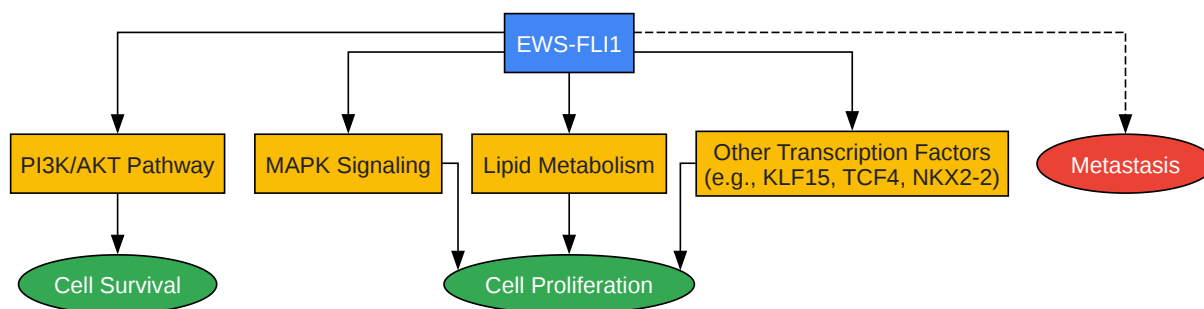 EWS-FLI1
PI3K/AKT Pathway
MAPK Signaling
Lipid Metabolism
Other Transcription Factors
(e.g., KLF15, TCF4, NKX2-2)
Metastasis
Cell Survival
Cell Proliferation